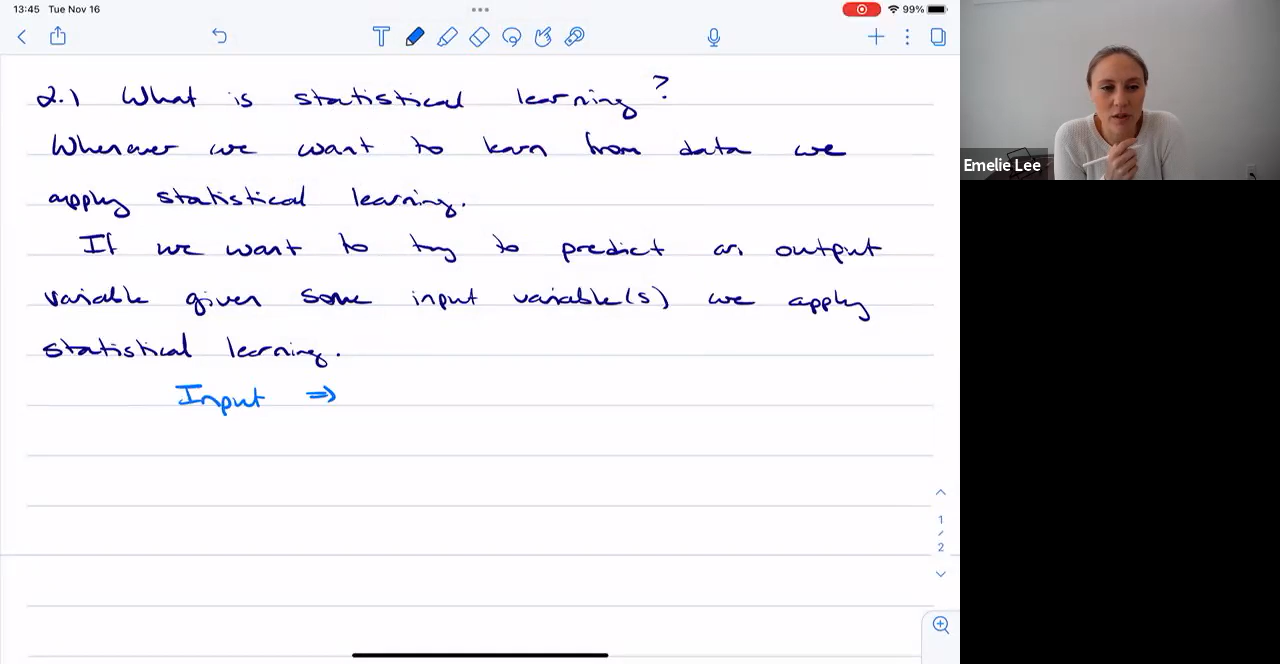 13:45 Tue Nov 16
99%
2.1 What is statistical learning?
Whenever we want to learn from data we
apply statistical learning.
If we want to try to predict an output
variable given some input variable(s) we apply
statistical learning.
Input ⇒
Emelie Lee
1
/
2